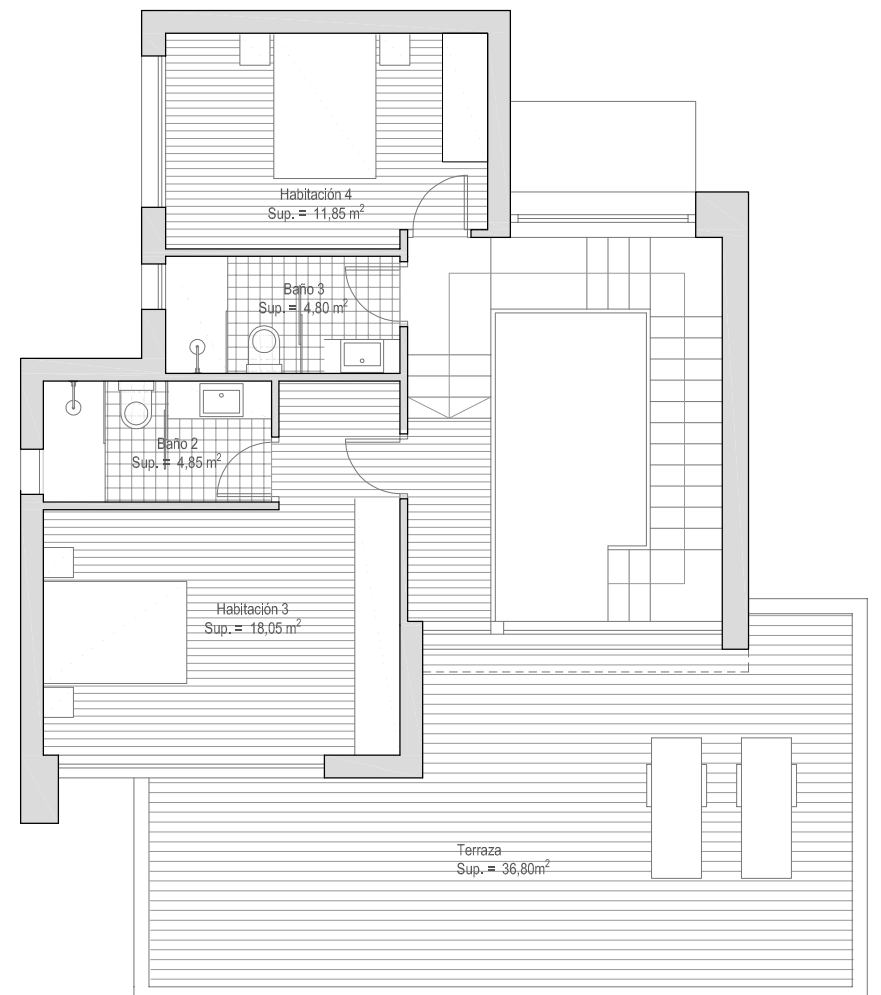 Habitación 4
Sup. = 11,85 m²
Baño 3
Sup. = 4,80 m²
Baño 2
Sup. = 4,85 m²
Habitación 3
Sup. = 18,05 m²
Terraza
Sup. = 36,80m²